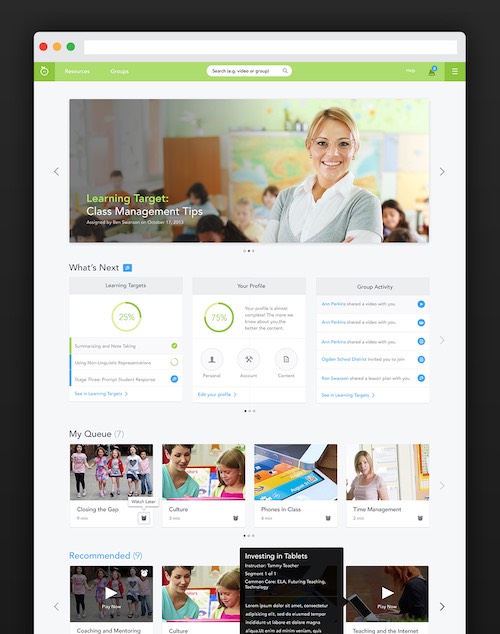 Resources
Groups
Search (e.g. video or group)
Help
Learning Target:
Class Management Tips
Assigned by Ben Swanson on October 17, 2013
What's Next
Learning Targets
25%
Summarizing and Note Taking
Using Non-Linguistic Representations
Stage Three: Prompt Student Response
See in Learning Targets
Your Profile
75%
Your profile is almost
complete! The more we
know about you the
better the content.
Personal
Account
Content
Edit your profile
Group Activity
Ann Perkins shared a video with you
Ann Perkins shared a video with you
Ann Perkins shared a video with you
Ogden School District invited you to join
Ron Swanson shared a lesson plan with you
See in Learning Targets
My Queue (7)
Watch Later
Closing the Gap
9 min
Culture
2 min
Phones in Class
6 min
Time Management
2 min
Recommended (9)
Play Now
Coaching and Mentoring
Culture
Investing in Tablets
Instructor: Tammy Teacher
Segment 1 of 1
Common Core: ELA, Futuring Teaching,
Technology
Lorem ipsum dolor sit amet, consectetur
adipisicing elit, sed do eiusmod tempor
incididunt ut labore et dolore magna
aliqua. Ut enim ad minim veniam, quis
Play Now
Teaching and the Internet